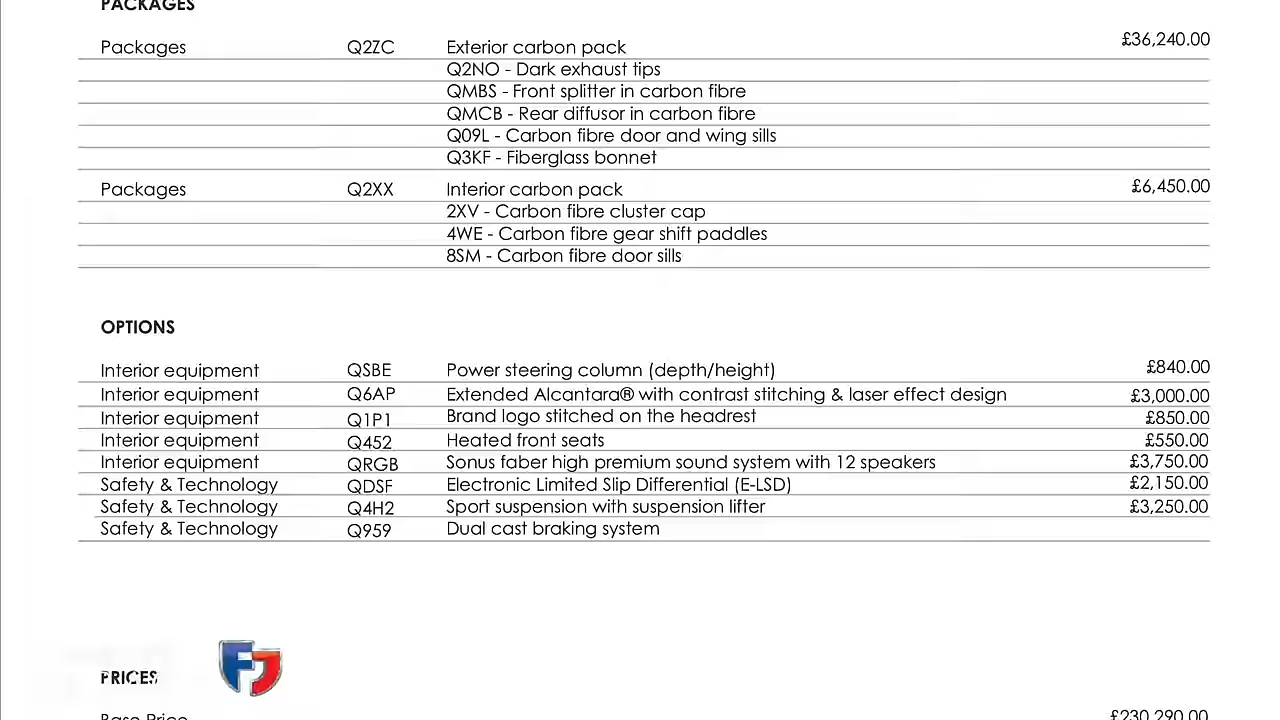 PACKAGES
Packages Q2ZC Exterior carbon pack £36,240.00
Q2NO - Dark exhaust tips
QMBS - Front splitter in carbon fibre
QMCB - Rear diffusor in carbon fibre
Q09L - Carbon fibre door and wing sills
Q3KF - Fiberglass bonnet
Packages Q2XX Interior carbon pack £6,450.00
2XV - Carbon fibre cluster cap
4WE - Carbon fibre gear shift paddles
8SM - Carbon fibre door sills
OPTIONS
Interior equipment QSBE Power steering column (depth/height) £840.00
Interior equipment Q6AP Extended Alcantara® with contrast stitching & laser effect design £3,000.00
Interior equipment Q1P1 Brand logo stitched on the headrest £850.00
Interior equipment Q452 Heated front seats £550.00
Interior equipment QRGB Sonus faber high premium sound system with 12 speakers £3,750.00
Safety & Technology QDSF Electronic Limited Slip Differential (E-LSD) £2,150.00
Safety & Technology Q4H2 Sport suspension with suspension lifter £3,250.00
Safety & Technology Q959 Dual cast braking system
PRICES
FJ
Base Price £230,290.00